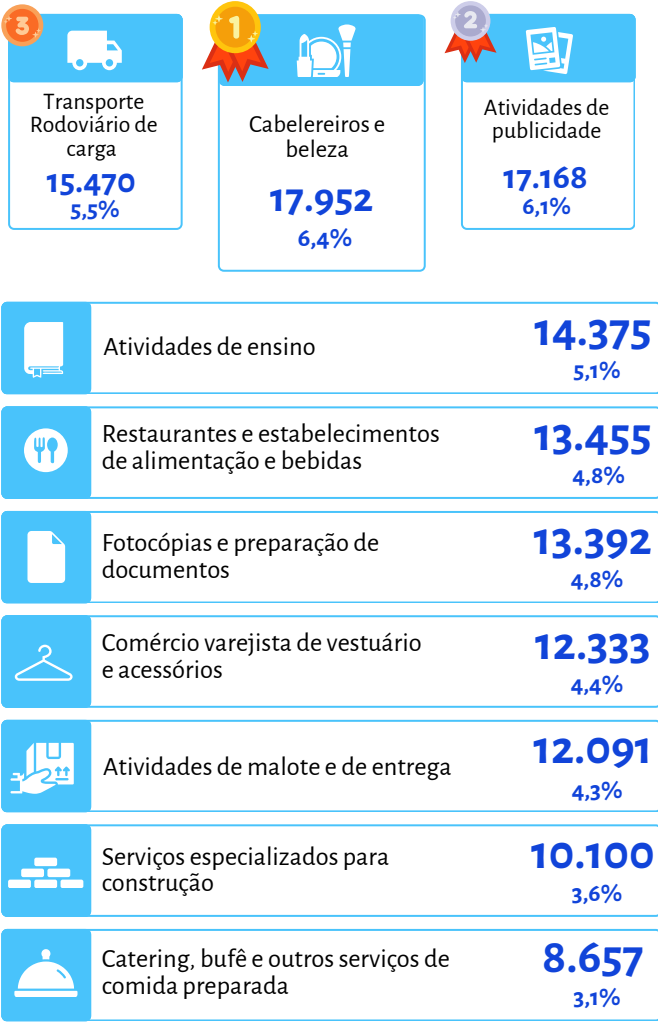 3
Transporte
Rodoviário de
carga
15.470
5,5%
1
Cabelereiros e
beleza
17.952
6,4%
2
Atividades de
publicidade
17.168
6,1%
Atividades de ensino
14.375
5,1%
Restaurantes e estabelecimentos
de alimentação e bebidas
13.455
4,8%
Fotocópias e preparação de
documentos
13.392
4,8%
Comércio varejista de vestuário
e acessórios
12.333
4,4%
Atividades de malote e de entrega
12.091
4,3%
Serviços especializados para
construção
10.100
3,6%
Catering, bufê e outros serviços de
comida preparada
8.657
3,1%